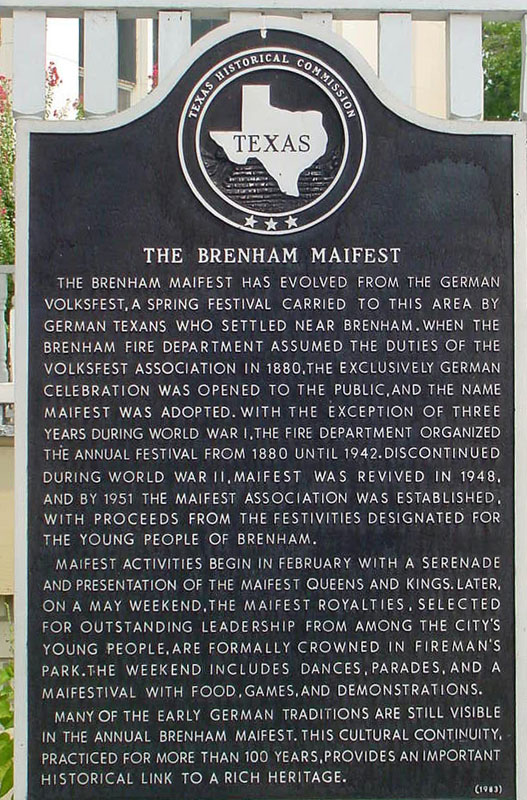 TEXAS HISTORICAL COMMISSION
TEXAS
THE BRENHAM MAIFEST
THE BRENHAM MAIFEST HAS EVOLVED FROM THE GERMAN
VOLKSFEST, A SPRING FESTIVAL CARRIED TO THIS AREA BY
GERMAN TEXANS WHO SETTLED NEAR BRENHAM. WHEN THE
BRENHAM FIRE DEPARTMENT ASSUMED THE DUTIES OF THE
VOLKSFEST ASSOCIATION IN 1880, THE EXCLUSIVELY GERMAN
CELEBRATION WAS OPENED TO THE PUBLIC, AND THE NAME
MAIFEST WAS ADOPTED. WITH THE EXCEPTION OF THREE
YEARS DURING WORLD WAR I, THE FIRE DEPARTMENT ORGANIZED
THE ANNUAL FESTIVAL FROM 1880 UNTIL 1942. DISCONTINUED
DURING WORLD WAR II, MAIFEST WAS REVIVED IN 1948,
AND BY 1951 THE MAIFEST ASSOCIATION WAS ESTABLISHED,
WITH PROCEEDS FROM THE FESTIVITIES DESIGNATED FOR
THE YOUNG PEOPLE OF BRENHAM.
MAIFEST ACTIVITIES BEGIN IN FEBRUARY WITH A SERENADE
AND PRESENTATION OF THE MAIFEST QUEENS AND KINGS. LATER,
ON A MAY WEEKEND, THE MAIFEST ROYALTIES, SELECTED
FOR OUTSTANDING LEADERSHIP FROM AMONG THE CITY'S
YOUNG PEOPLE, ARE FORMALLY CROWNED IN FIREMAN'S
PARK. THE WEEKEND INCLUDES DANCES, PARADES, AND A
MAIFESTIVAL WITH FOOD, GAMES, AND DEMONSTRATIONS.
MANY OF THE EARLY GERMAN TRADITIONS ARE STILL VISIBLE
IN THE ANNUAL BRENHAM MAIFEST. THIS CULTURAL CONTINUITY,
PRACTICED FOR MORE THAN 100 YEARS, PROVIDES AN IMPORTANT
HISTORICAL LINK TO A RICH HERITAGE.
(1983)